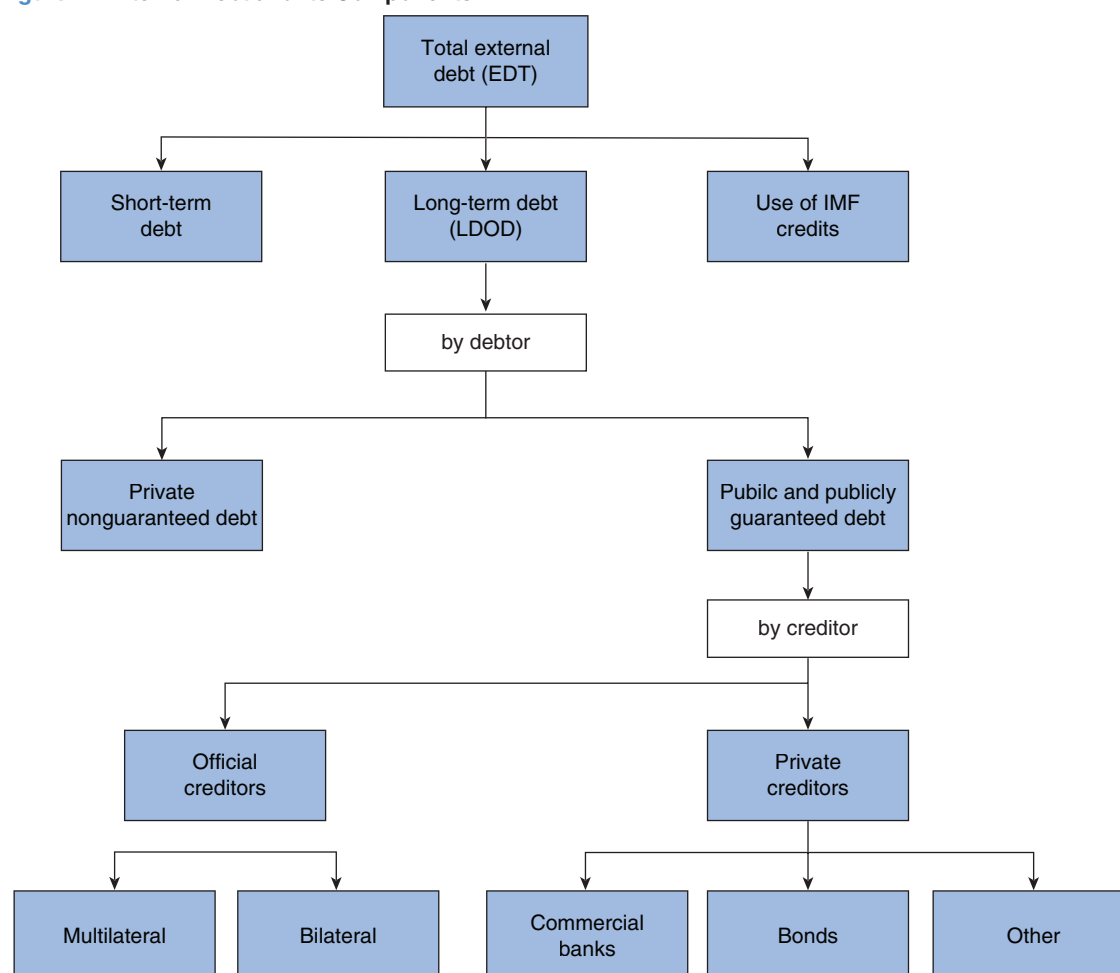 Total external
debt (EDT)
Short-term
debt
Long-term debt
(LDOD)
Use of IMF
credits
by debtor
Private
nonguaranteed debt
Pubilc and publicly
guaranteed debt
by creditor
Official
creditors
Private
creditors
Multilateral
Bilateral
Commercial
banks
Bonds
Other